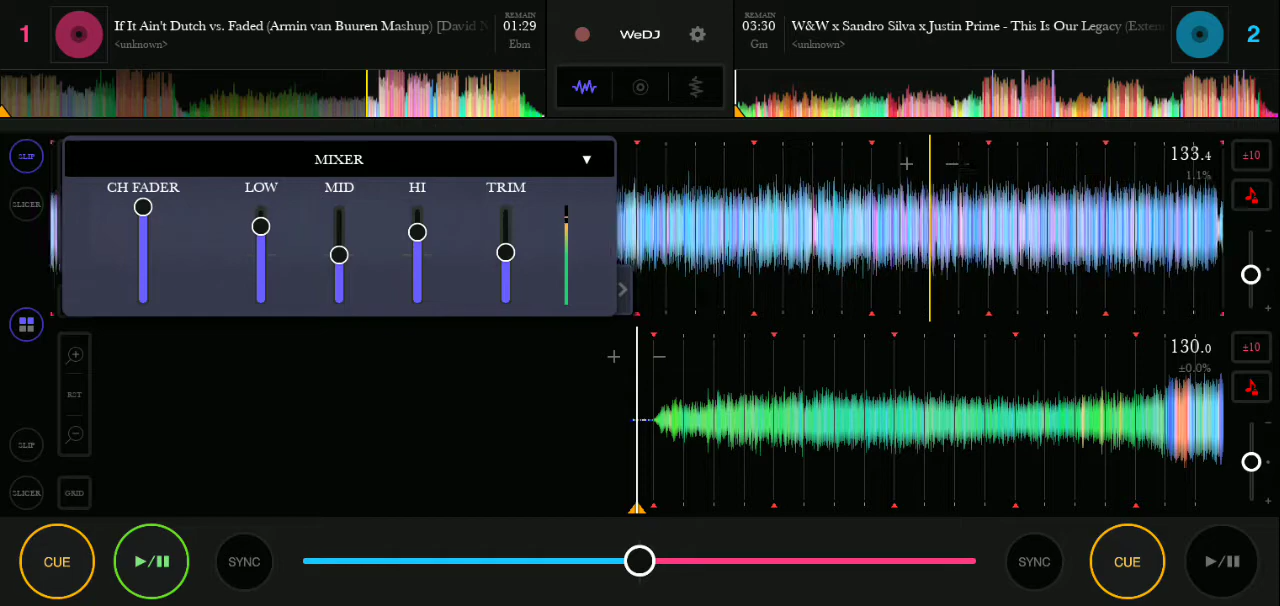 1
If It Ain't Dutch vs. Faded (Armin van Buuren Mashup) [David N
<unknown>
REMAIN
01:29
Ebm
WeDJ
REMAIN
03:30
Gm
W&W x Sandro Silva x Justin Prime - This Is Our Legacy (Exten
<unknown>
2
SLIP
SLICER
MIXER
CH FADER
LOW
MID
HI
TRIM
133.4
1.1%
±10
130.0
±0.0%
±10
RST
SLIP
SLICER
GRID
CUE
SYNC
SYNC
CUE